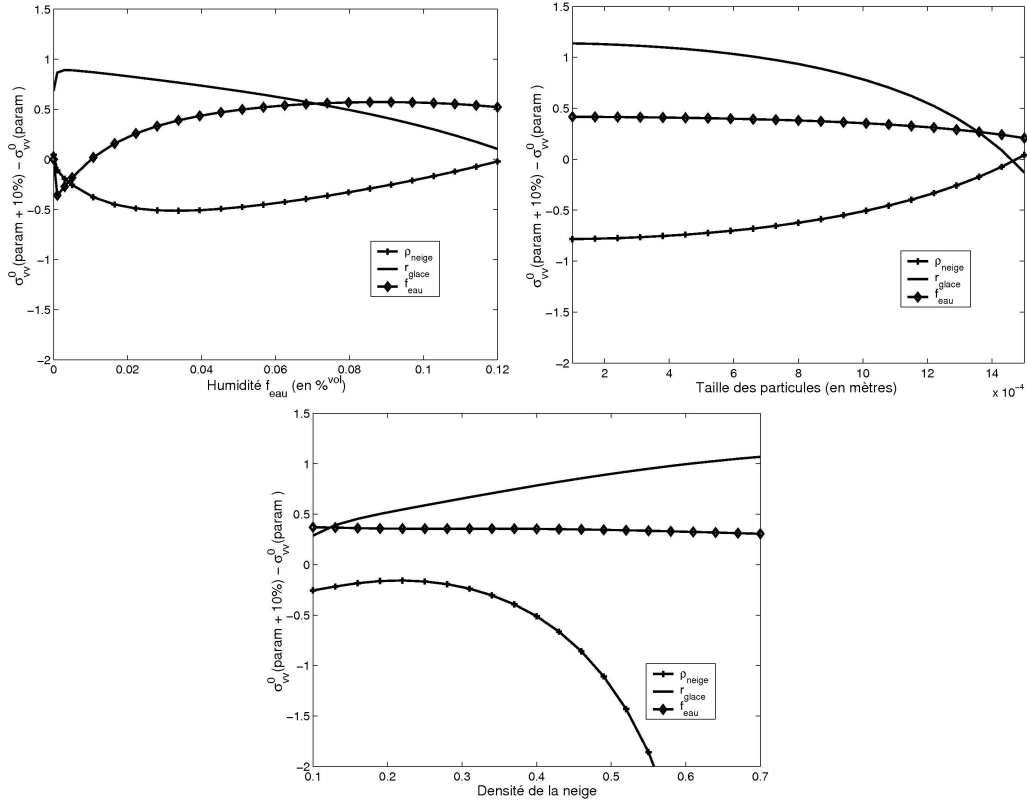 1.5
1
0.5
0
−0.5
−1
−1.5
−2
σ⁰vv(param + 10%) − σ⁰vv(param )
ρneige
rglace
feau
0
0.02
0.04
0.06
0.08
0.1
0.12
Humidité feau (en %vol)
1.5
1
0.5
0
−0.5
−1
−1.5
−2
σ⁰vv(param + 10%) − σ⁰vv(param )
ρneige
rglace
feau
2
4
6
8
10
12
14
x 10⁻⁴
Taille des particules (en mètres)
1.5
1
0.5
0
−0.5
−1
−1.5
−2
σ⁰vv(param + 10%) − σ⁰vv(param )
ρneige
rglace
feau
0.1
0.2
0.3
0.4
0.5
0.6
0.7
Densité de la neige